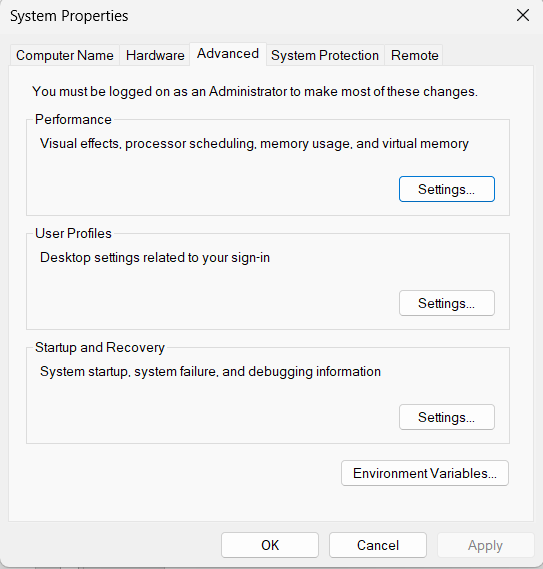 System Properties
Computer Name Hardware Advanced System Protection Remote
You must be logged on as an Administrator to make most of these changes.
Performance
Visual effects, processor scheduling, memory usage, and virtual memory
Settings...
User Profiles
Desktop settings related to your sign-in
Settings...
Startup and Recovery
System startup, system failure, and debugging information
Settings...
Environment Variables...
OK Cancel Apply